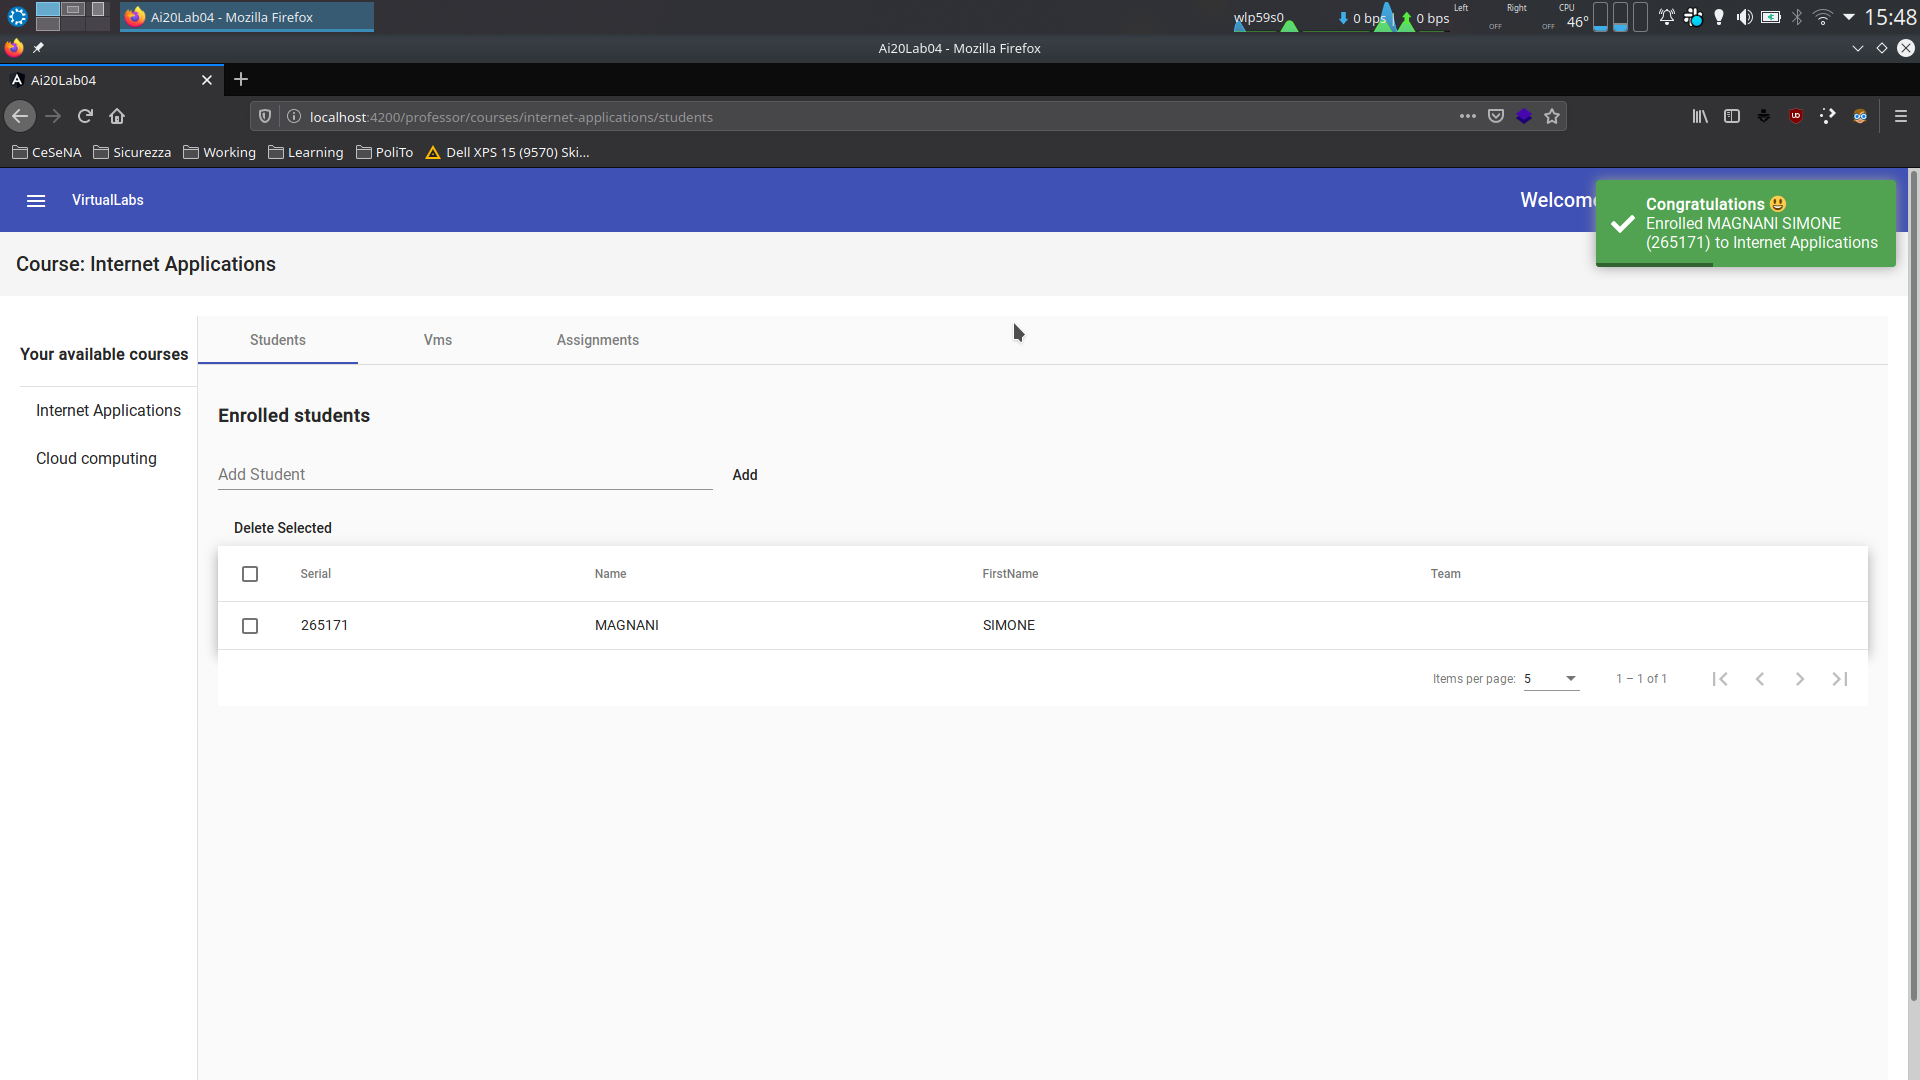 Ai20Lab04 - Mozilla Firefox
wlp59s0
0 bps
0 bps
Left
OFF
Right
OFF
CPU
46°
15:48
Ai20Lab04 - Mozilla Firefox
Ai20Lab04
localhost:4200/professor/courses/internet-applications/students
CeSeNA
Sicurezza
Working
Learning
PoliTo
Dell XPS 15 (9570) Ski...
VirtualLabs
Welcome
Congratulations 😃
Enrolled MAGNANI SIMONE
(265171) to Internet Applications
Course: Internet Applications
Your available courses
Internet Applications
Cloud computing
Students
Vms
Assignments
Enrolled students
Add Student
Add
Delete Selected
Serial
Name
FirstName
Team
265171
MAGNANI
SIMONE
Items per page:
5
1 – 1 of 1